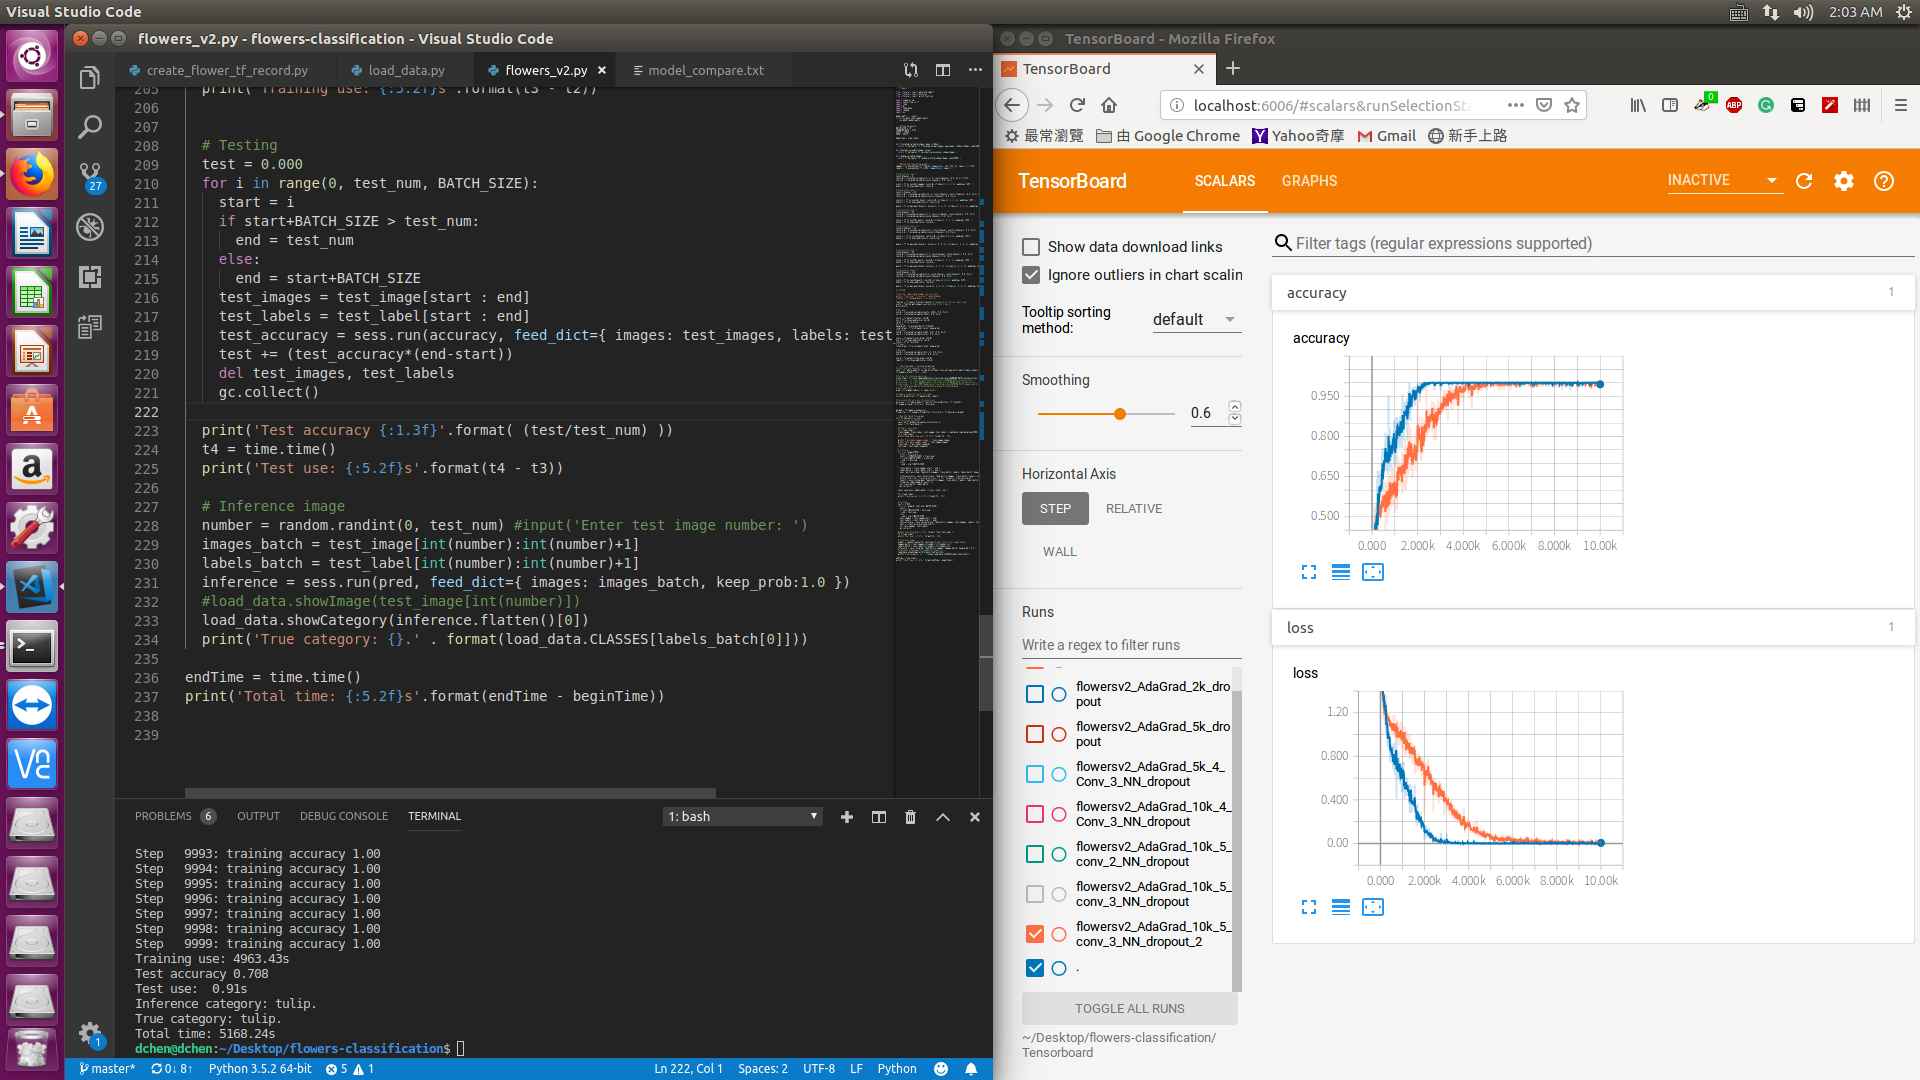 Visual Studio Code
2:03 AM
flowers_v2.py - flowers-classification - Visual Studio Code
create_flower_tf_record.py
load_data.py
flowers_v2.py
model_compare.txt
27
1
205 print('Training use: {:5.2f}s'.format(t3 - t2))
206
207
208 # Testing
209 test = 0.000
210 for i in range(0, test_num, BATCH_SIZE):
211 start = i
212 if start+BATCH_SIZE > test_num:
213 end = test_num
214 else:
215 end = start+BATCH_SIZE
216 test_images = test_image[start : end]
217 test_labels = test_label[start : end]
218 test_accuracy = sess.run(accuracy, feed_dict={ images: test_images, labels: test
219 test += (test_accuracy*(end-start))
220 del test_images, test_labels
221 gc.collect()
222
223 print('Test accuracy {:1.3f}'.format( (test/test_num) ))
224 t4 = time.time()
225 print('Test use: {:5.2f}s'.format(t4 - t3))
226
227 # Inference image
228 number = random.randint(0, test_num) #input('Enter test image number: ')
229 images_batch = test_image[int(number):int(number)+1]
230 labels_batch = test_label[int(number):int(number)+1]
231 inference = sess.run(pred, feed_dict={ images: images_batch, keep_prob:1.0 })
232 #load_data.showImage(test_image[int(number)])
233 load_data.showCategory(inference.flatten()[0])
234 print('True category: {}.' . format(load_data.CLASSES[labels_batch[0]]))
235
236 endTime = time.time()
237 print('Total time: {:5.2f}s'.format(endTime - beginTime))
238
239
PROBLEMS 6 OUTPUT DEBUG CONSOLE TERMINAL 1: bash
Step 9993: training accuracy 1.00
Step 9994: training accuracy 1.00
Step 9995: training accuracy 1.00
Step 9996: training accuracy 1.00
Step 9997: training accuracy 1.00
Step 9998: training accuracy 1.00
Step 9999: training accuracy 1.00
Training use: 4963.43s
Test accuracy 0.708
Test use: 0.91s
Inference category: tulip.
True category: tulip.
Total time: 5168.24s
dchen@dchen:~/Desktop/flowers-classification$
master* 0↓ 8↑ Python 3.5.2 64-bit 5 1 Ln 222, Col 1 Spaces: 2 UTF-8 LF Python
TensorBoard - Mozilla Firefox
TensorBoard
localhost:6006/#scalars&runSelectionSta
0
ABP
最常瀏覽 由 Google Chrome Yahoo奇摩 Gmail 新手上路
TensorBoard SCALARS GRAPHS INACTIVE
Show data download links
Ignore outliers in chart scalin
Tooltip sorting
method:
default
Smoothing
0.6
Horizontal Axis
STEP RELATIVE
WALL
Runs
Write a regex to filter runs
flowersv2_AdaGrad_2k_dro
pout
flowersv2_AdaGrad_5k_dro
pout
flowersv2_AdaGrad_5k_4_
Conv_3_NN_dropout
flowersv2_AdaGrad_10k_4_
Conv_3_NN_dropout
flowersv2_AdaGrad_10k_5_
conv_2_NN_dropout
flowersv2_AdaGrad_10k_5_
conv_3_NN_dropout
flowersv2_AdaGrad_10k_5_
conv_3_NN_dropout_2
.
TOGGLE ALL RUNS
~/Desktop/flowers-classification/
Tensorboard
Filter tags (regular expressions supported)
accuracy 1
accuracy
0.950
0.800
0.650
0.500
0.000 2.000k 4.000k 6.000k 8.000k 10.00k
loss 1
loss
1.20
0.800
0.400
0.00
0.000 2.000k 4.000k 6.000k 8.000k 10.00k